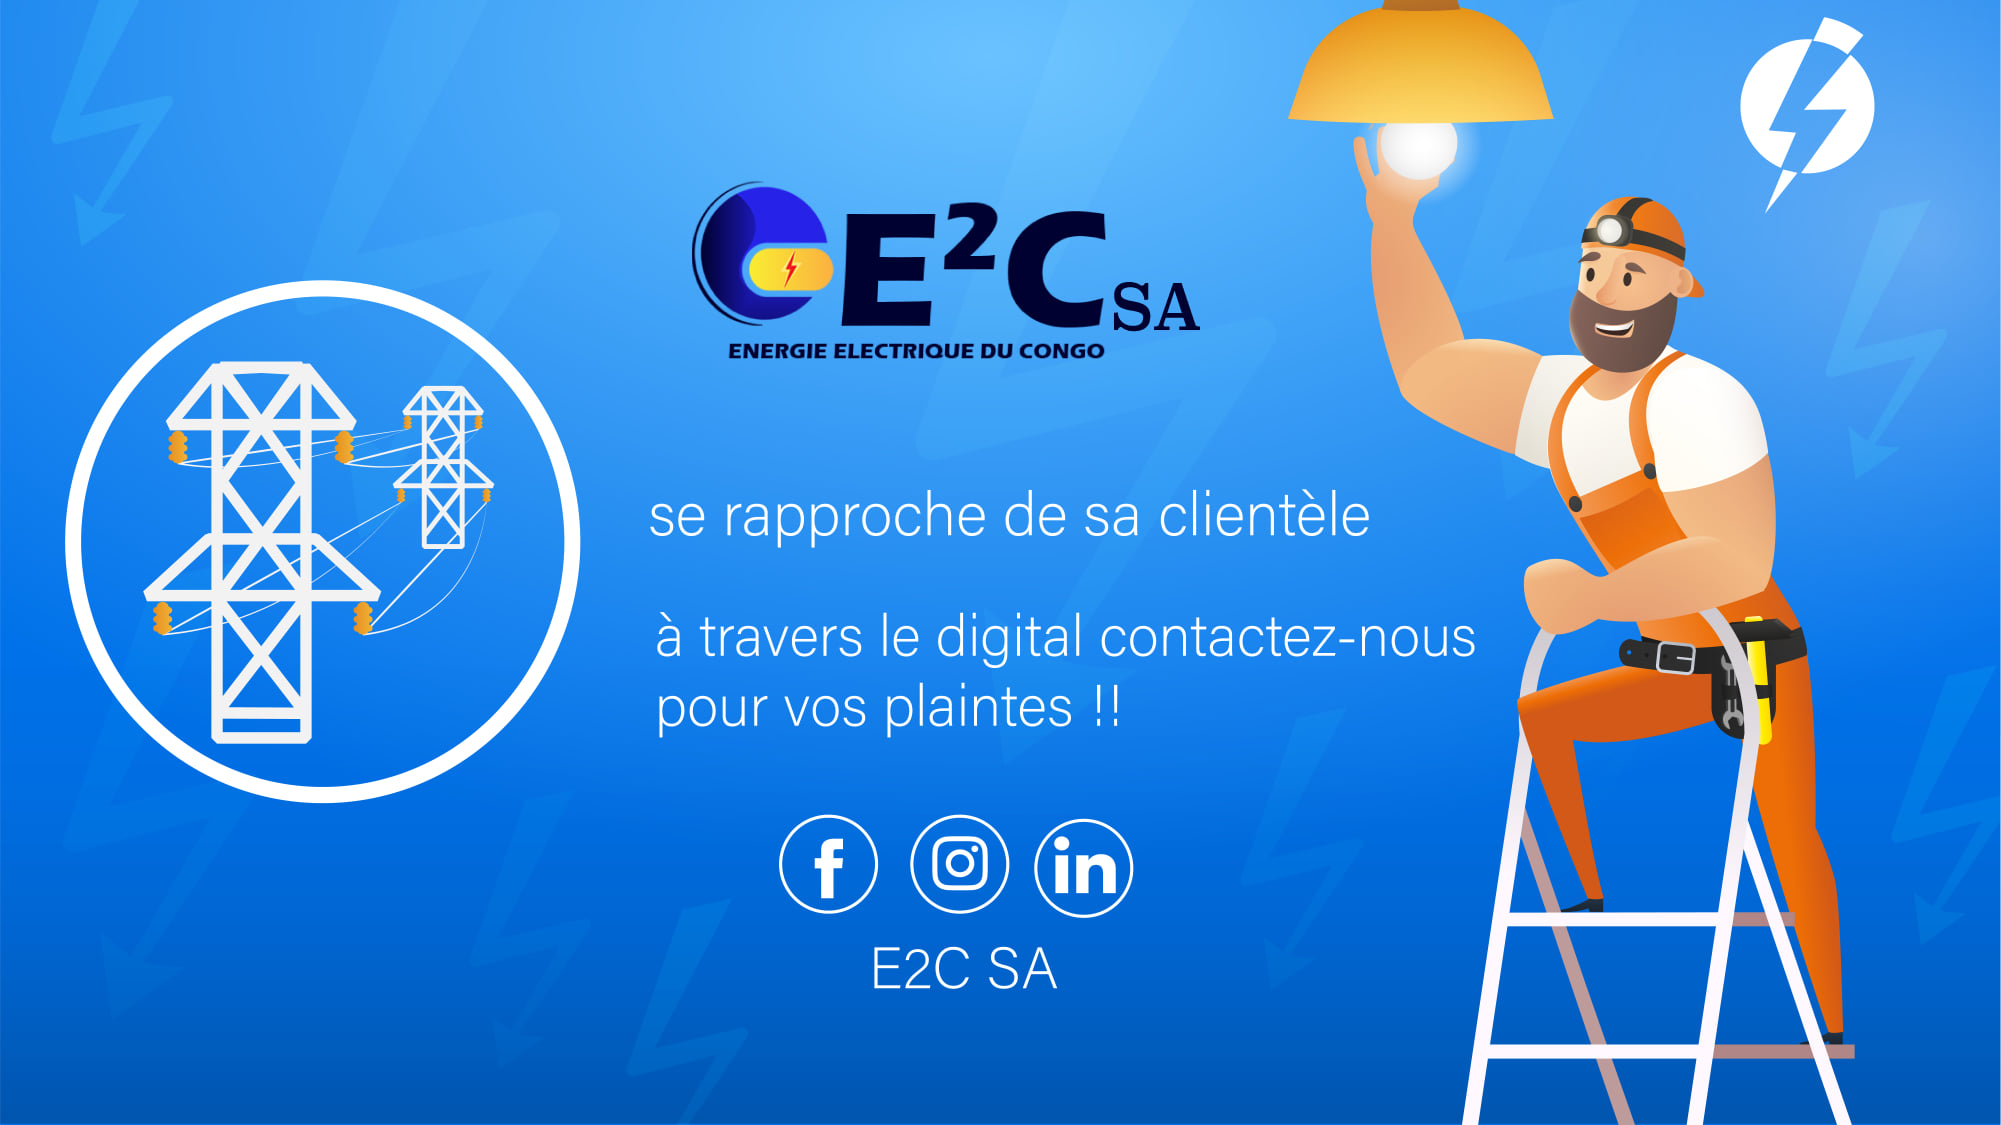 E²C SA
ENERGIE ELECTRIQUE DU CONGO
se rapproche de sa clientèle
à travers le digital contactez-nous
pour vos plaintes !!
E2C SA